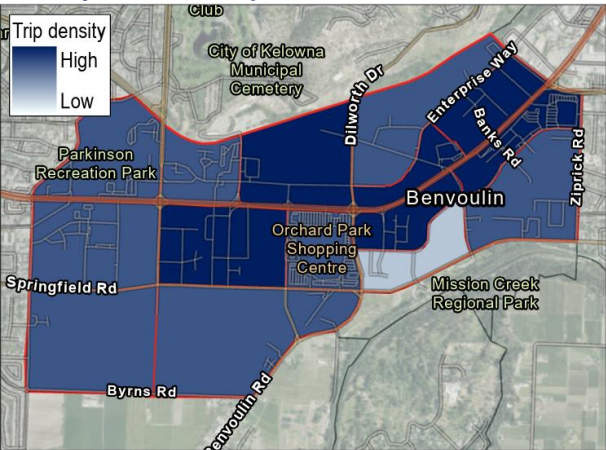 Club
Trip density
High
Low
City of Kelowna
Municipal
Cemetery
Dilworth Dr
Enterprise Way
Banks Rd
Ziprick Rd
Parkinson
Recreation Park
Benvoulin
Orchard Park
Shopping
Centre
Springfield Rd
Mission Creek
Regional Park
Byrns Rd
Benvoulin Rd